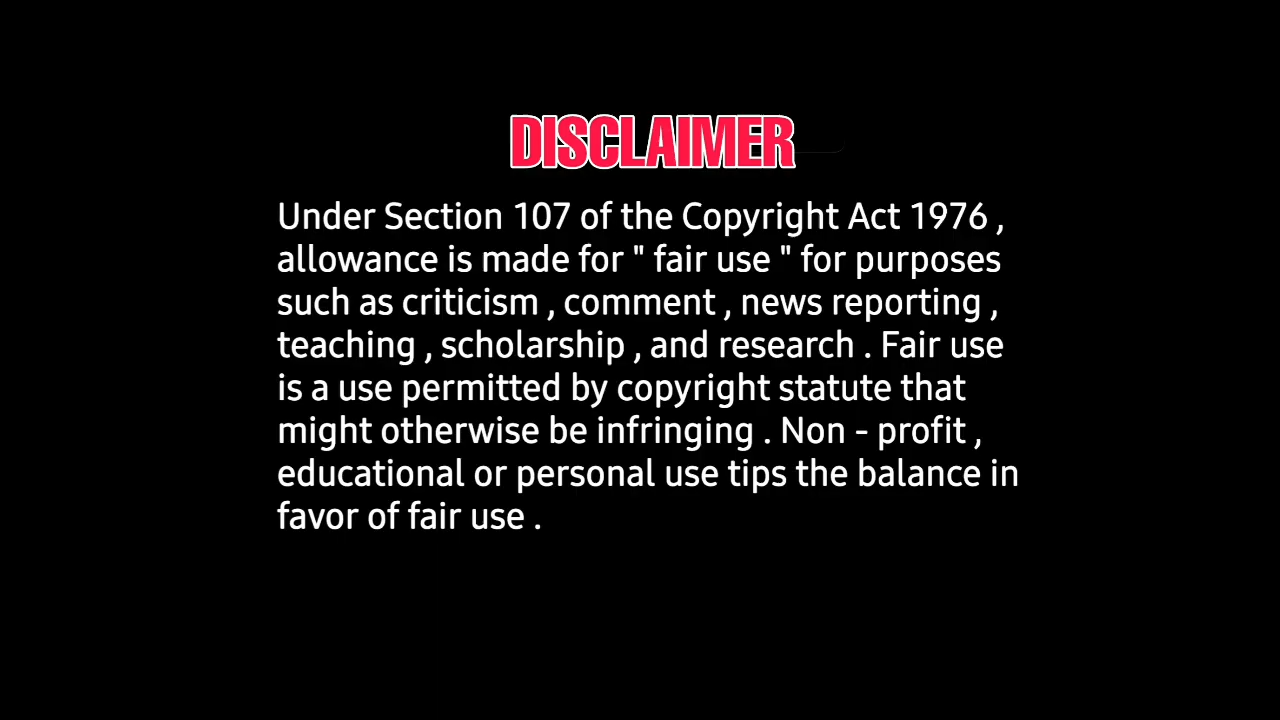 DISCLAIMER
Under Section 107 of the Copyright Act 1976 ,
allowance is made for " fair use " for purposes
such as criticism , comment , news reporting ,
teaching , scholarship , and research . Fair use
is a use permitted by copyright statute that
might otherwise be infringing . Non - profit ,
educational or personal use tips the balance in
favor of fair use .